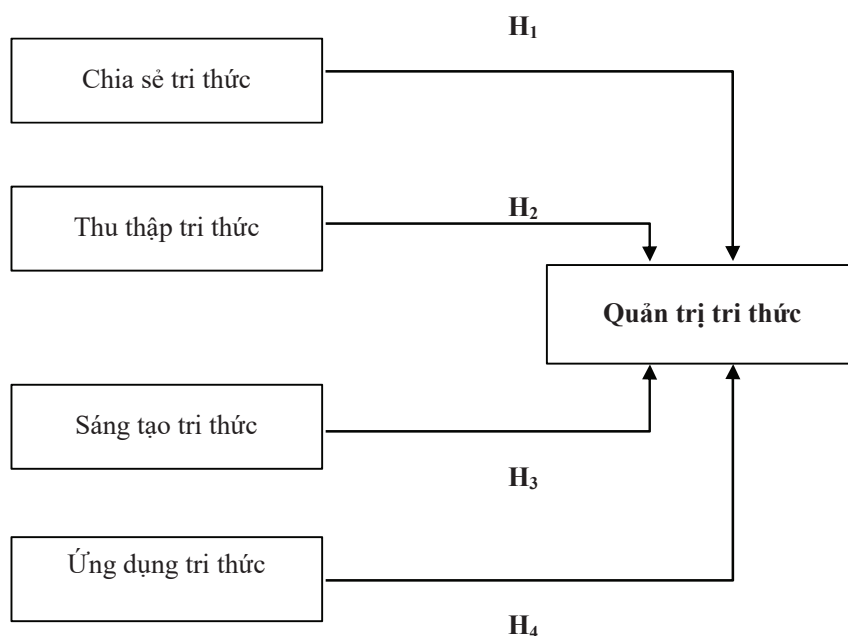 H₁
Chia sẻ tri thức
Thu thập tri thức
H₂
Quản trị tri thức
Sáng tạo tri thức
H₃
Ứng dụng tri thức
H₄